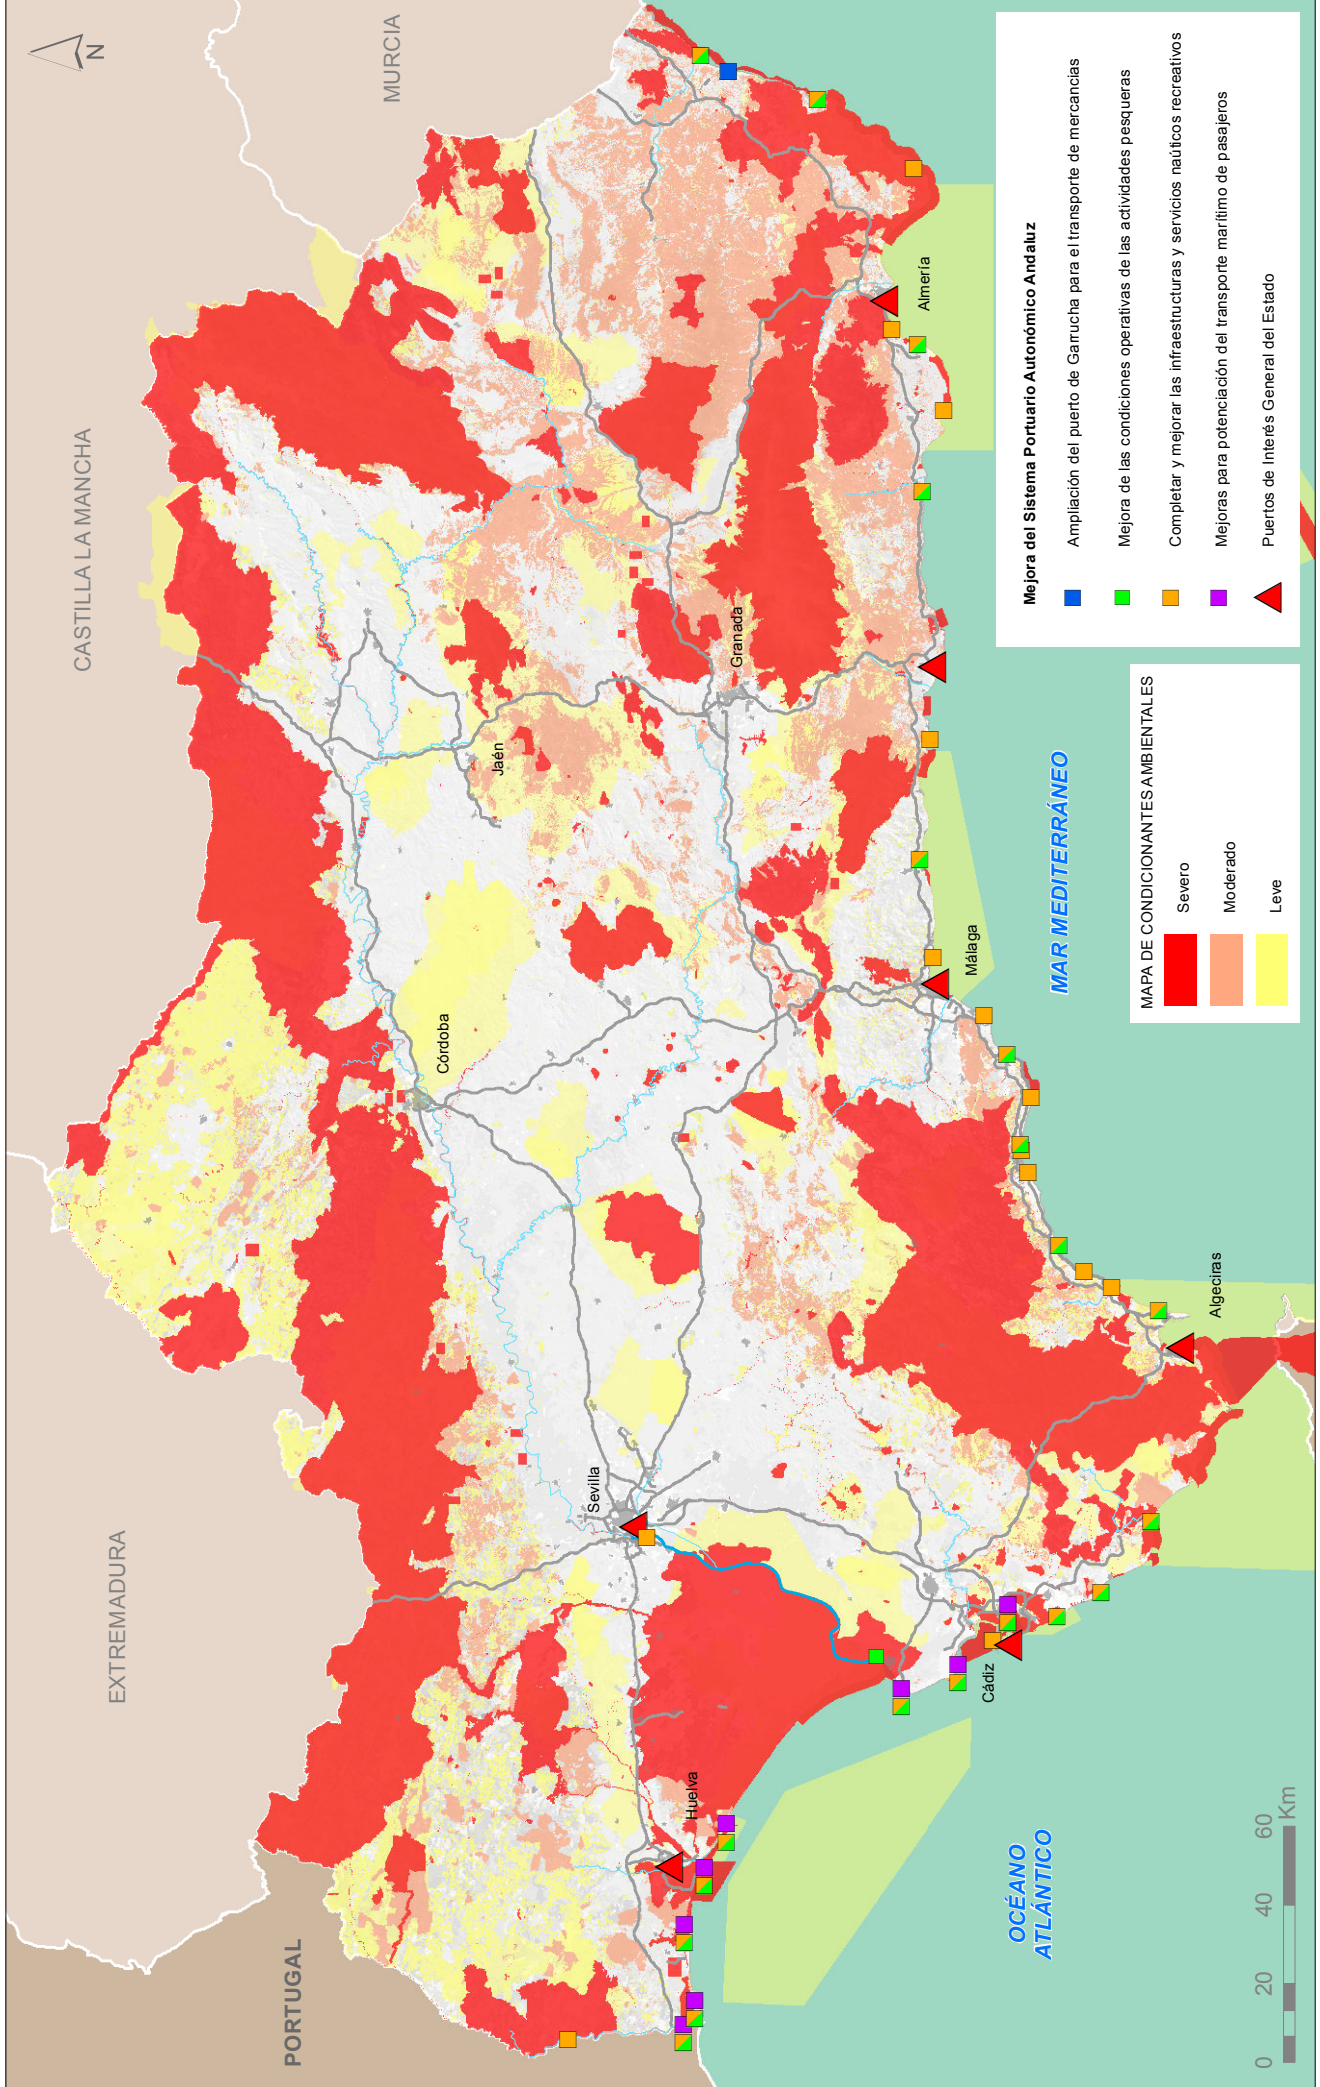 N
CASTILLA LA MANCHA
MURCIA
EXTREMADURA
PORTUGAL
Córdoba
Jaén
Sevilla
Huelva
Granada
Almería
Málaga
Cádiz
Algeciras
OCÉANO
ATLÁNTICO
MAR MEDITERRÁNEO
0 20 40 60
Km
MAPA DE CONDICIONANTES AMBIENTALES
Severo
Moderado
Leve
Mejora del Sistema Portuario Autonómico Andaluz
Ampliación del puerto de Garrucha para el transporte de mercancias
Mejora de las condiciones operativas de las actividades pesqueras
Completar y mejorar las infraestructuras y servicios naúticos recreativos
Mejoras para potenciación del transporte marítimo de pasajeros
Puertos de Interés General del Estado